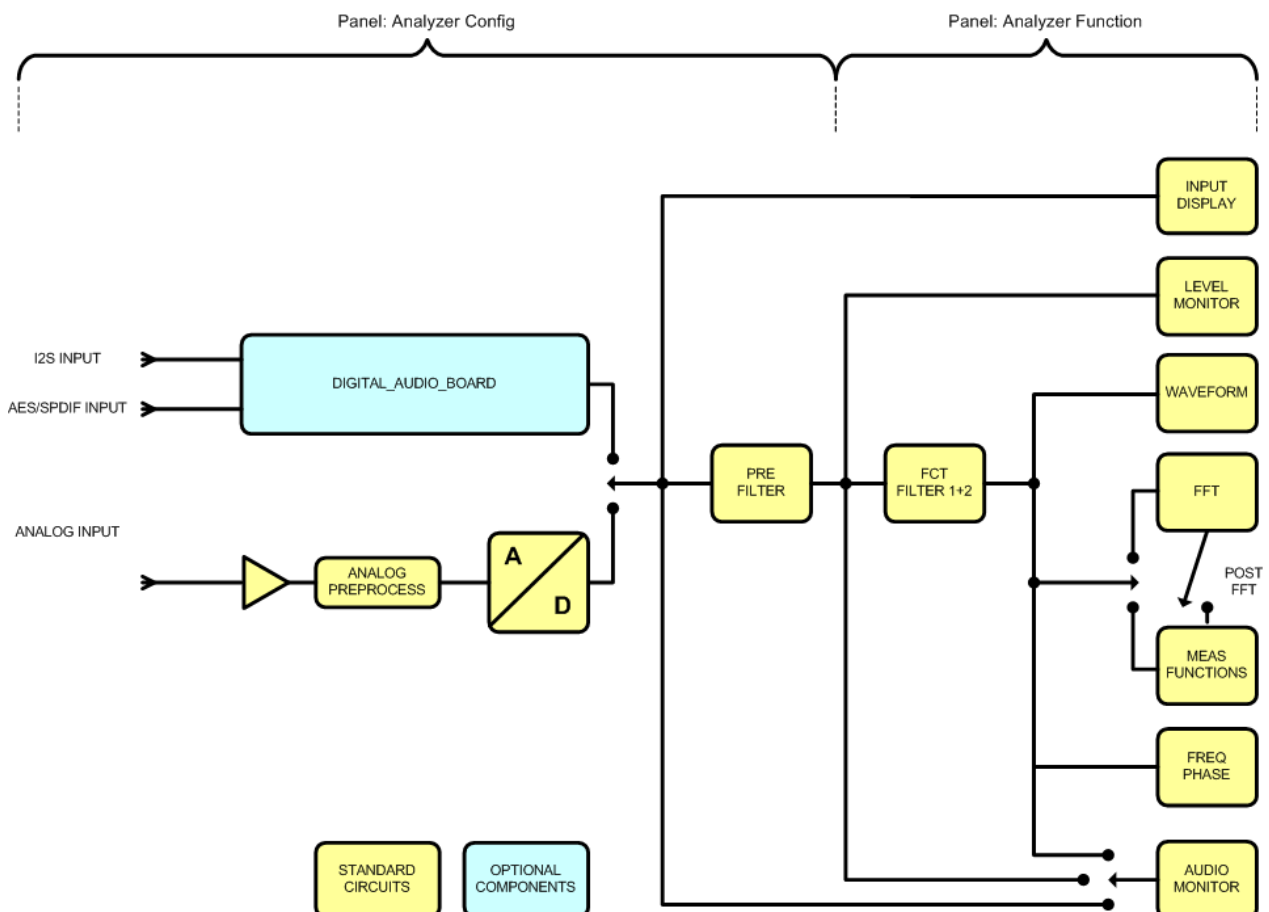 Panel: Analyzer Config
Panel: Analyzer Function
INPUT
DISPLAY
LEVEL
MONITOR
I2S INPUT
DIGITAL_AUDIO_BOARD
AES/SPDIF INPUT
WAVEFORM
PRE
FILTER
FCT
FILTER 1+2
FFT
ANALOG INPUT
A
D
ANALOG
PREPROCESS
POST
FFT
MEAS
FUNCTIONS
FREQ
PHASE
STANDARD
CIRCUITS
OPTIONAL
COMPONENTS
AUDIO
MONITOR